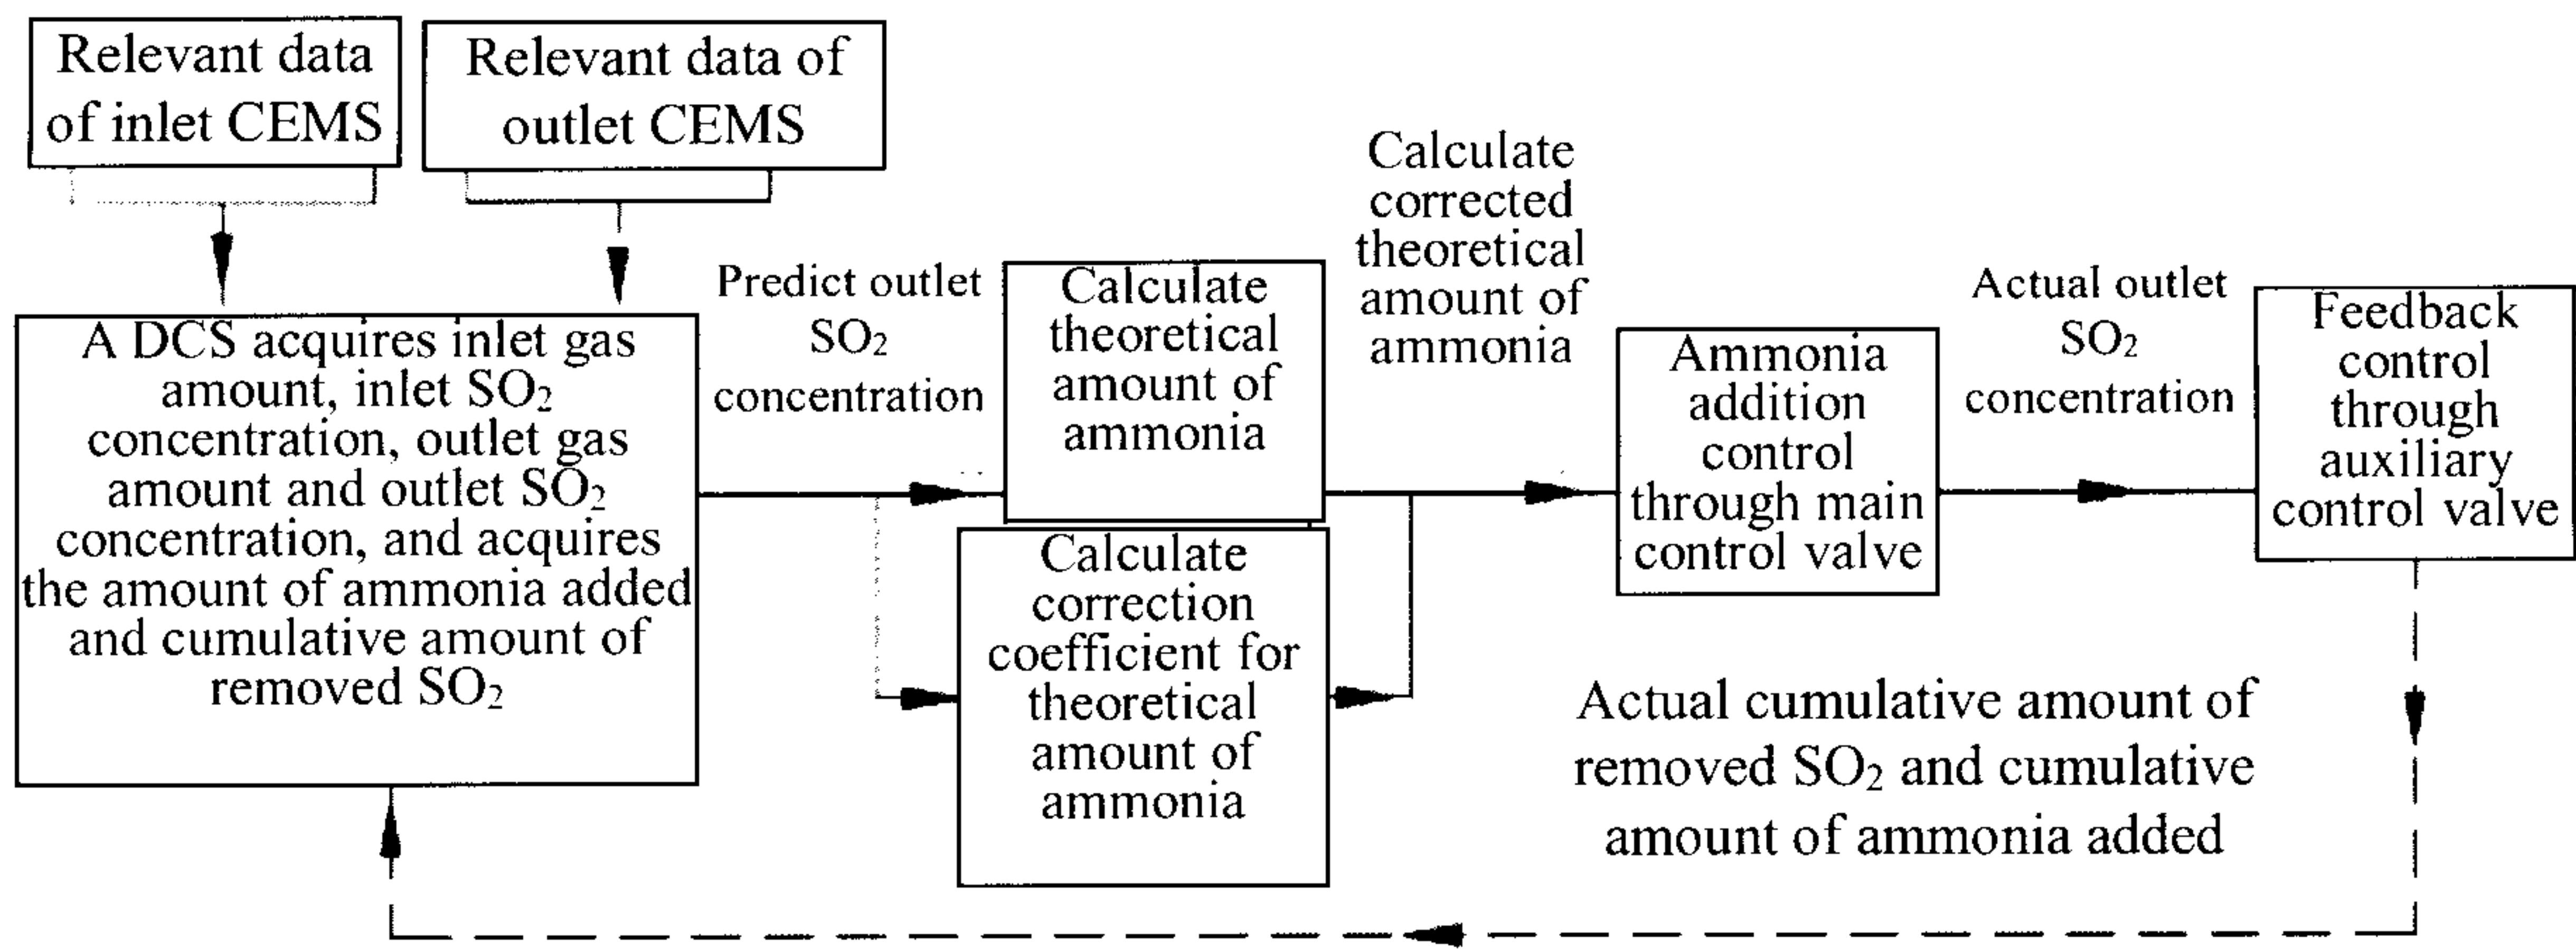 Relevant data
of inlet CEMS
Relevant data of
outlet CEMS
A DCS acquires inlet gas
amount, inlet SO₂
concentration, outlet gas
amount and outlet SO₂
concentration, and acquires
the amount of ammonia added
and cumulative amount of
removed SO₂
Predict outlet
SO₂
concentration
Calculate
theoretical
amount of
ammonia
Calculate
correction
coefficient for
theoretical
amount of
ammonia
Calculate
corrected
theoretical
amount of
ammonia
Ammonia
addition
control
through main
control valve
Actual outlet
SO₂
concentration
Feedback
control
through
auxiliary
control valve
Actual cumulative amount of
removed SO₂ and cumulative
amount of ammonia added